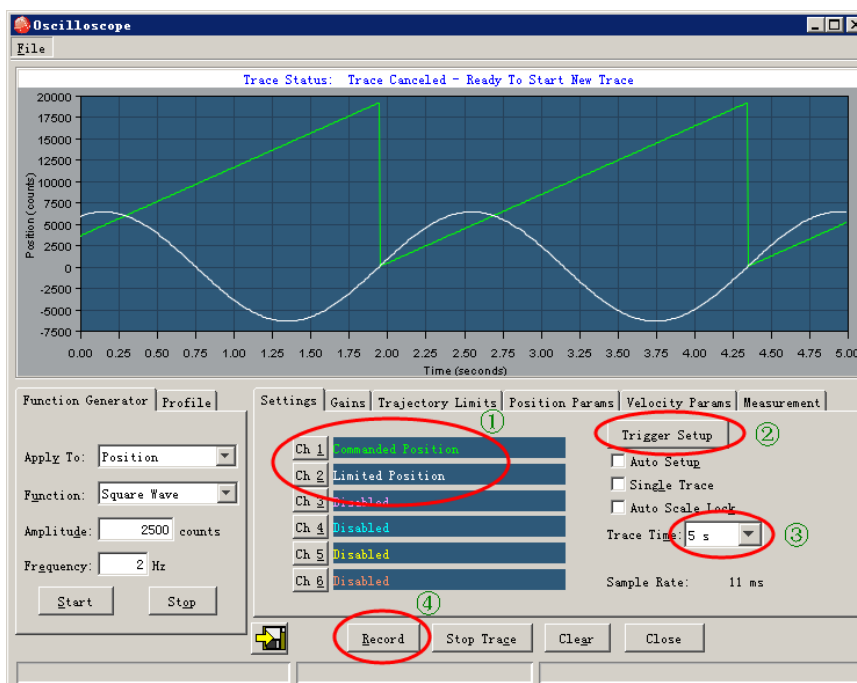 Oscilloscope
File
Trace Status: Trace Canceled - Ready To Start New Trace
20000
17500
15000
12500
10000
7500
5000
2500
0
-2500
-5000
-7500
Position (counts)
0.00 0.25 0.50 0.75 1.00 1.25 1.50 1.75 2.00 2.25 2.50 2.75 3.00 3.25 3.50 3.75 4.00 4.25 4.50 4.75 5.00
Time (seconds)
Function Generator Profile
Apply To: Position
Function: Square Wave
Amplitude: 2500 counts
Frequency: 2 Hz
Start Stop
Settings Gains Trajectory Limits Position Params Velocity Params Measurement
①
Ch 1 Commanded Position
Ch 2 Limited Position
Ch 3 Disabled
Ch 4 Disabled
Ch 5 Disabled
Ch 6 Disabled
Trigger Setup ②
Auto Setup
Single Trace
Auto Scale Lock
Trace Time: 5 s ③
Sample Rate: 11 ms
④
Record Stop Trace Clear Close